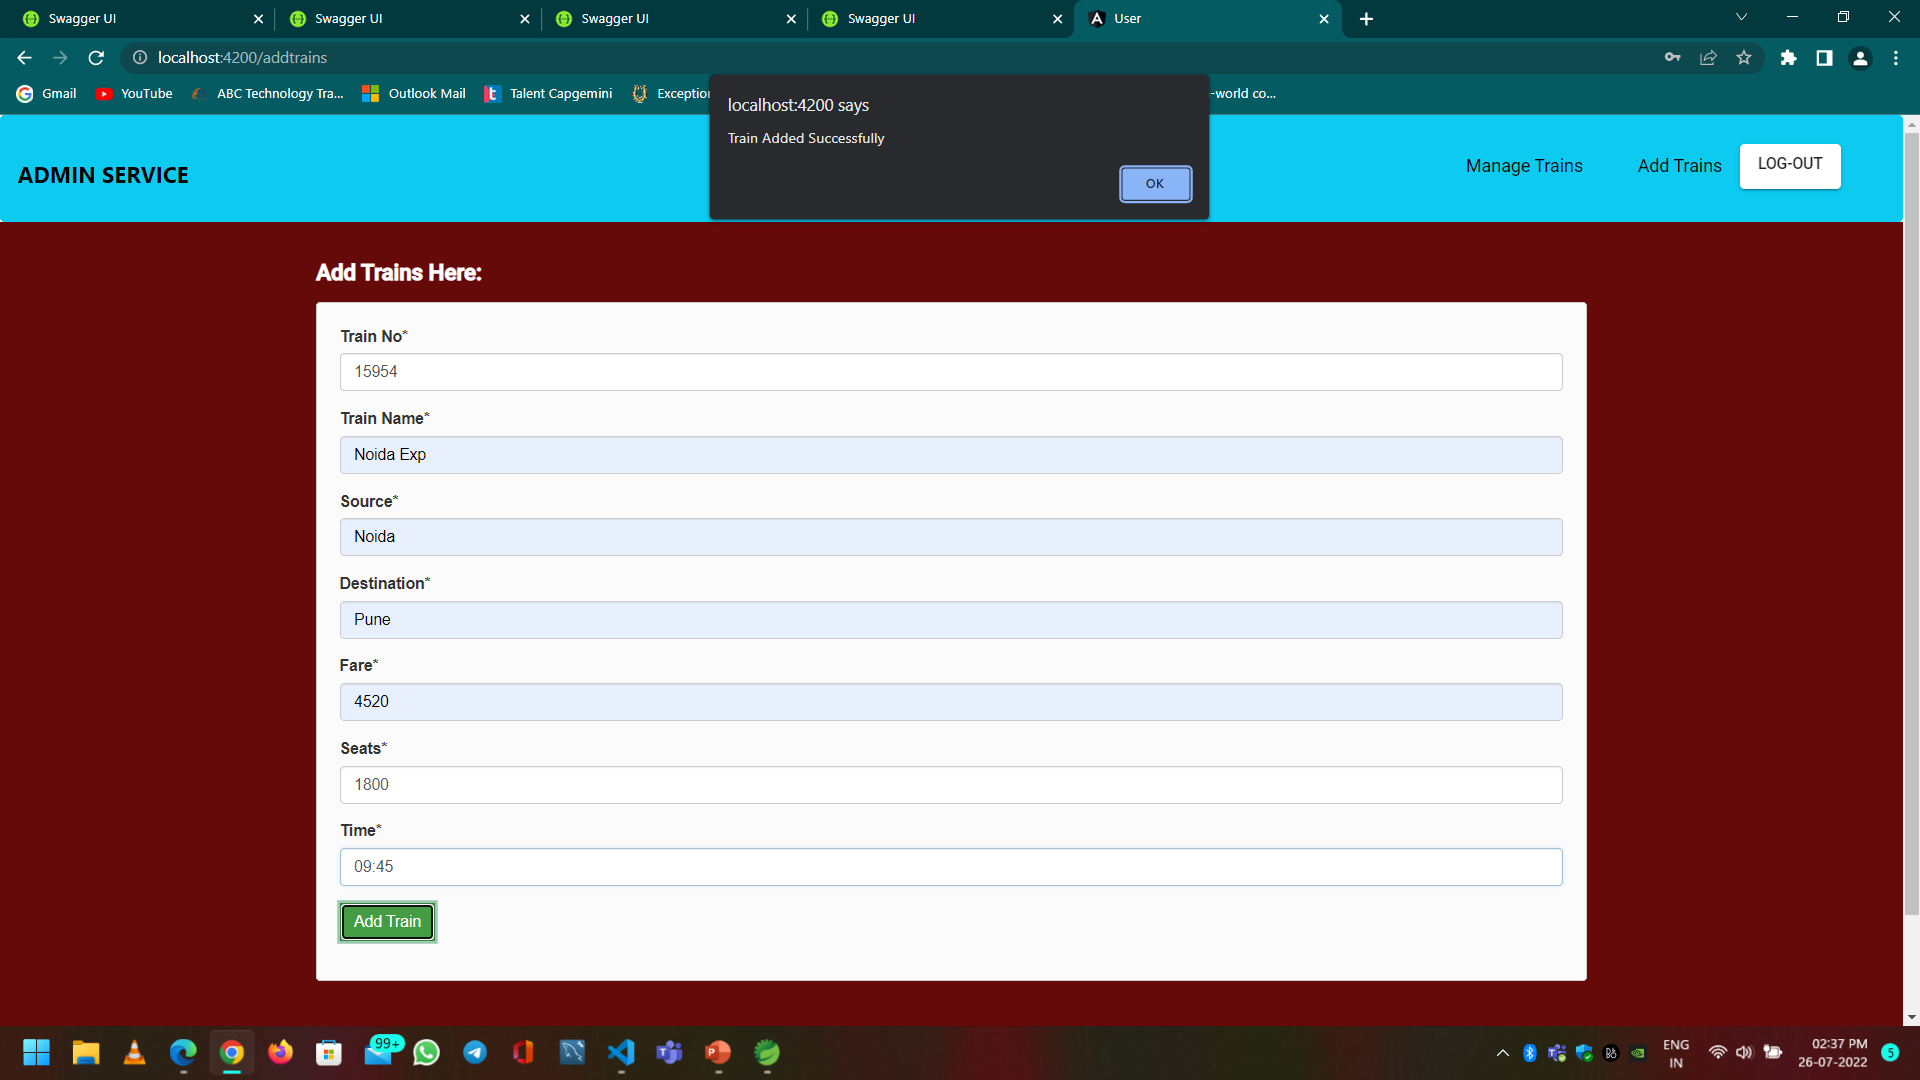 Swagger UI
Swagger UI
Swagger UI
Swagger UI
User
localhost:4200/addtrains
Gmail
YouTube
ABC Technology Tra...
Outlook Mail
Talent Capgemini
Exception
-world co...
localhost:4200 says
Train Added Successfully
OK
ADMIN SERVICE
Manage Trains
Add Trains
LOG-OUT
Add Trains Here:
Train No*
15954
Train Name*
Noida Exp
Source*
Noida
Destination*
Pune
Fare*
4520
Seats*
1800
Time*
09:45
Add Train
99+
ENG
IN
02:37 PM
26-07-2022
5